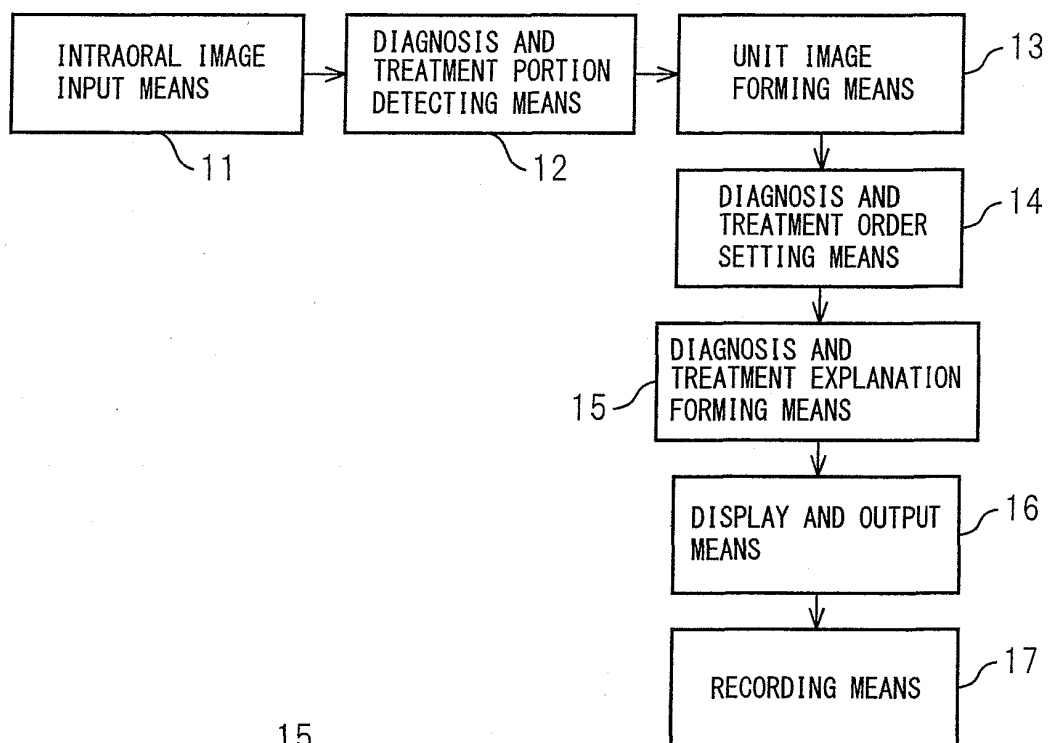 INTRAORAL IMAGE
INPUT MEANS
11
DIAGNOSIS AND
TREATMENT PORTION
DETECTING MEANS
12
UNIT IMAGE
FORMING MEANS
13
DIAGNOSIS AND
TREATMENT ORDER
SETTING MEANS
14
DIAGNOSIS AND
TREATMENT EXPLANATION
FORMING MEANS
15
DISPLAY AND OUTPUT
MEANS
16
RECORDING MEANS
17
15